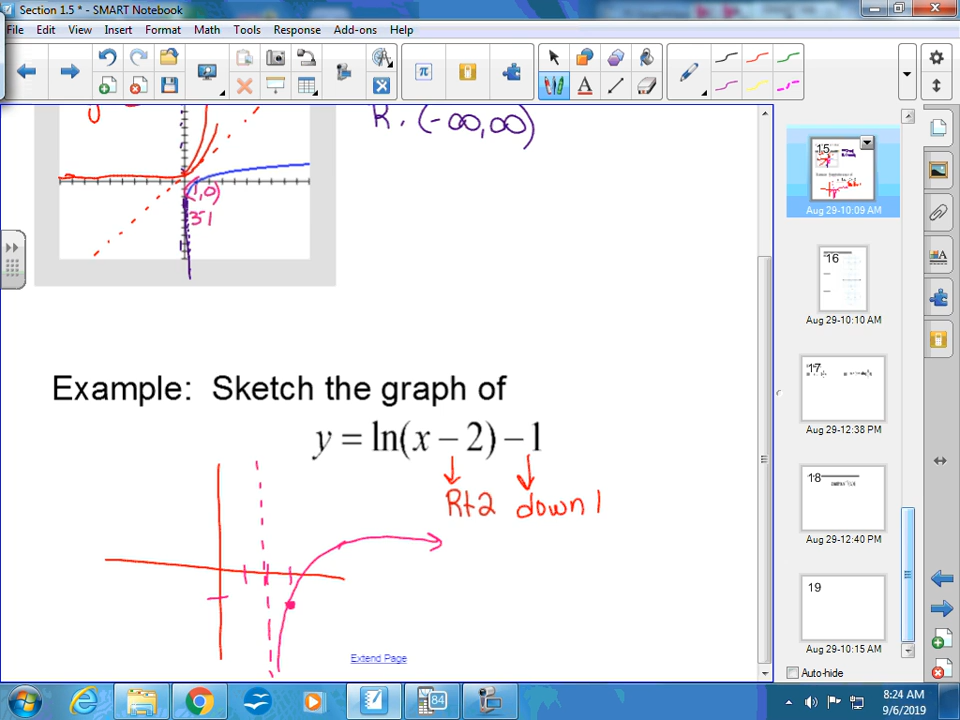 Section 1.5 * - SMART Notebook
File Edit View Insert Format Math Tools Response Add-ons Help
R. (-∞,∞)
(1,0)
Example: Sketch the graph of
y = ln(x − 2) − 1
Rt2 down 1
Extend Page
15
Aug 29-10:09 AM
16
Aug 29-10:10 AM
17
Aug 29-12:38 PM
18
Aug 29-12:40 PM
19
Aug 29-10:15 AM
Auto-hide
84
8:24 AM
9/6/2019